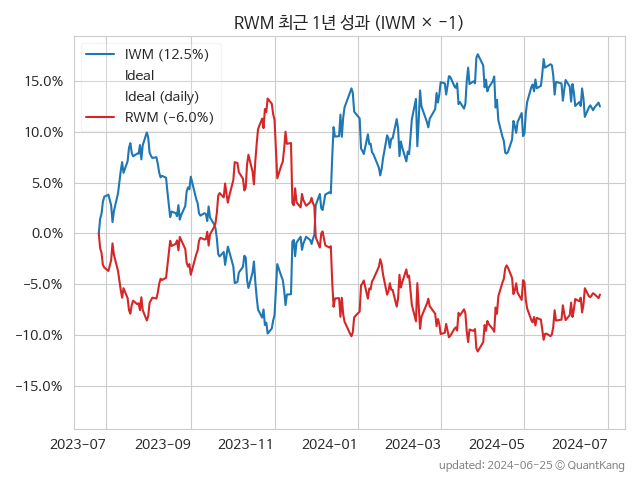 RWM 최근 1년 성과 (IWM × −1)
IWM (12.5%)
Ideal
Ideal (daily)
RWM (−6.0%)
15.0%
10.0%
5.0%
0.0%
−5.0%
−10.0%
−15.0%
2023-07 2023-09 2023-11 2024-01 2024-03 2024-05 2024-07
updated: 2024-06-25 © QuantKang